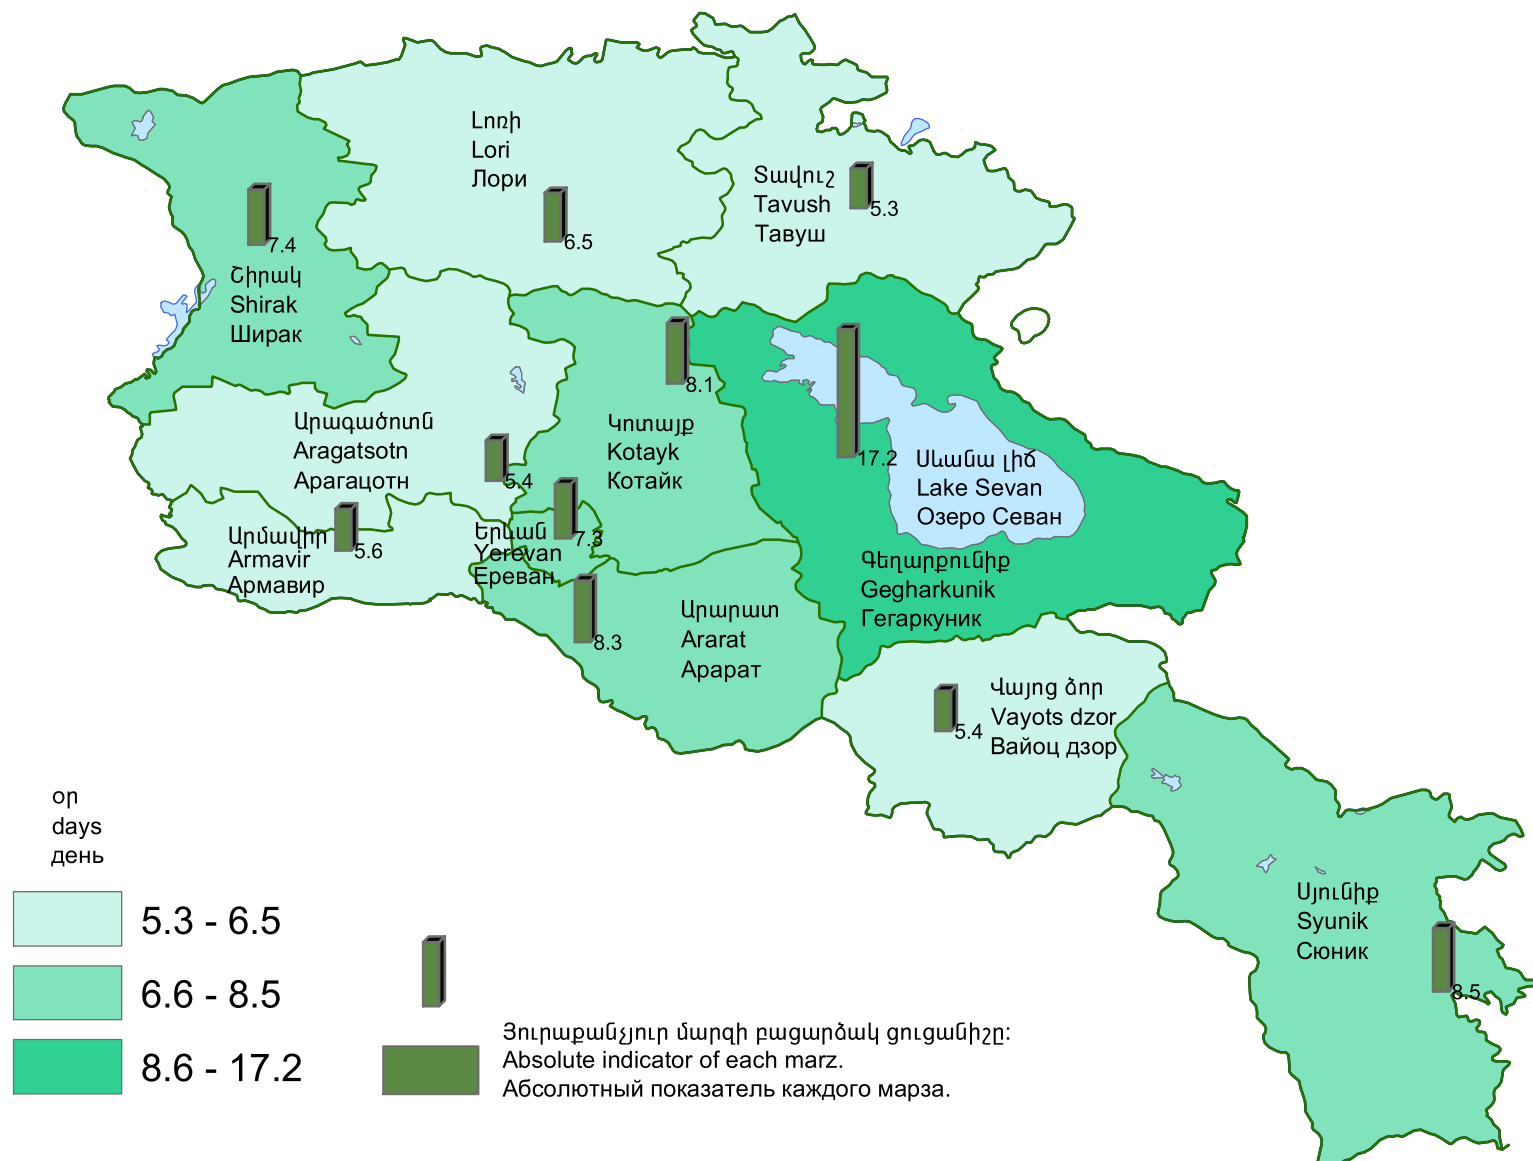 Լոռի
Lori
Лори
6.5
Տավուշ
Tavush
Тавуш
5.3
7.4
Շիրակ
Shirak
Ширак
8.1
Կոտայք
Kotayk
Котайк
Արագածոտն
Aragatsotn
Арагацотн
5.4
17.2
Սևանա լիճ
Lake Sevan
Озеро Севан
Արմավիր
Armavir
Армавир
5.6
Երևան
Yerevan
Ереван
7.3
Գեղարքունիք
Gegharkunik
Гегаркуник
8.3
Արարատ
Ararat
Арарат
Վայոց ձոր
Vayots dzor
Вайоц дзор
5.4
Սյունիք
Syunik
Сюник
8.5
օր
days
день
5.3 - 6.5
6.6 - 8.5
8.6 - 17.2
Յուրաքանչյուր մարզի բացարձակ ցուցանիշը:
Absolute indicator of each marz.
Абсолютный показатель каждого марза.